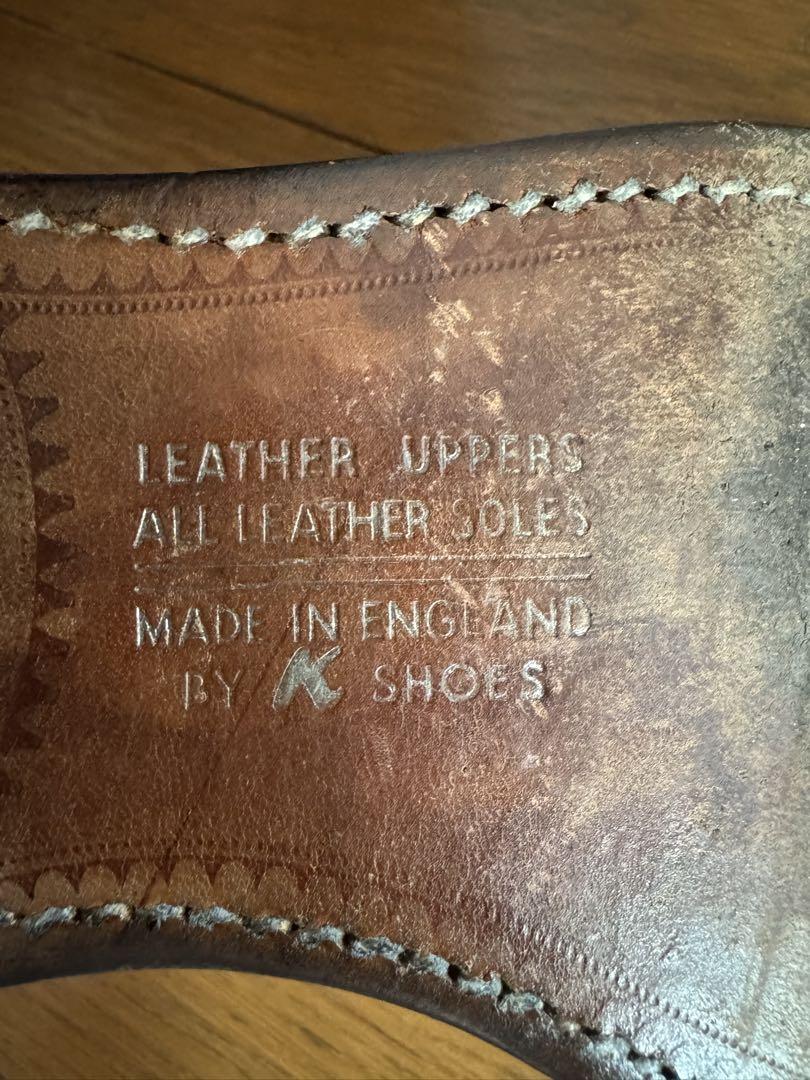 LEATHER UPPERS
ALL LEATHER SOLES
MADE IN ENGLAND
BY K SHOES